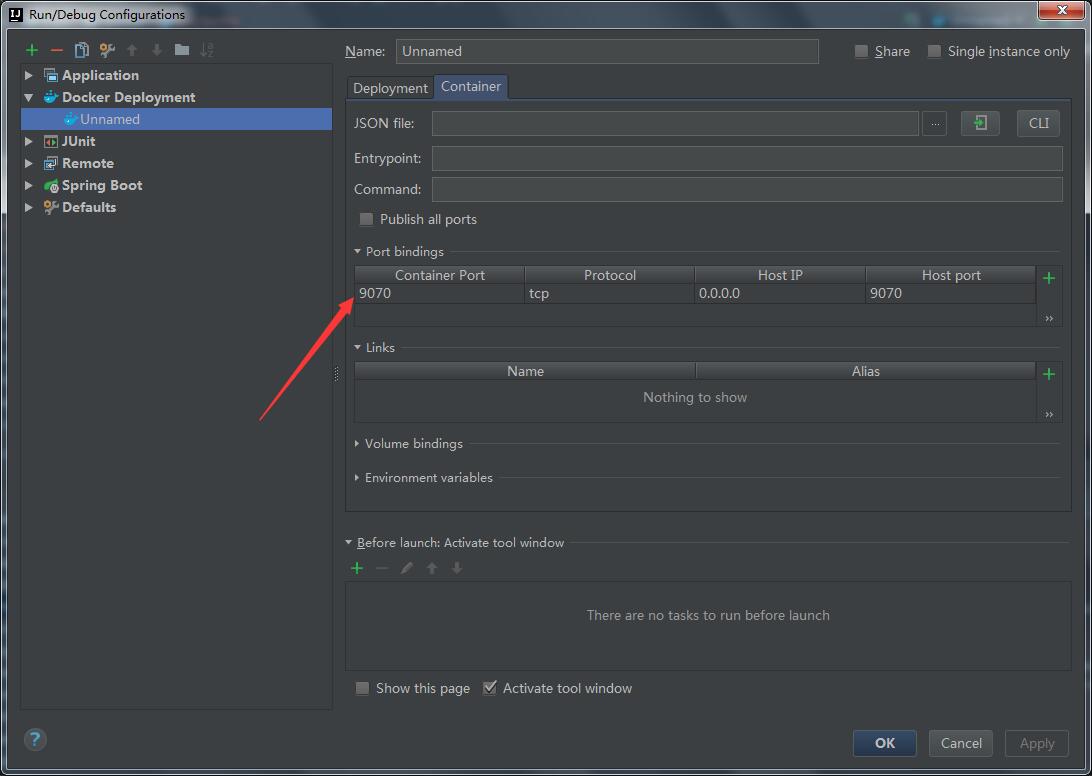 Run/Debug Configurations
Name: Unnamed Share Single instance only
Application
Docker Deployment
Unnamed
JUnit
Remote
Spring Boot
Defaults
Deployment Container
JSON file: ... CLI
Entrypoint:
Command:
Publish all ports
Port bindings
Container Port Protocol Host IP Host port
9070 tcp 0.0.0.0 9070
Links
Name Alias
Nothing to show
Volume bindings
Environment variables
Before launch: Activate tool window
There are no tasks to run before launch
Show this page Activate tool window
? OK Cancel Apply